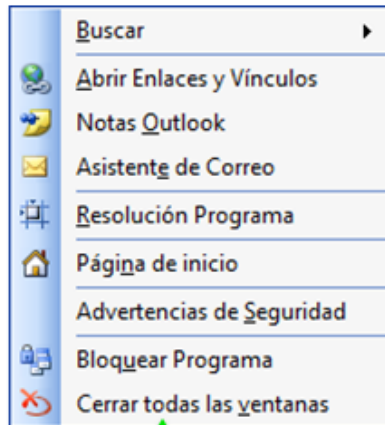 Buscar
Abrir Enlaces y Vínculos
Notas Outlook
Asistente de Correo
Resolución Programa
Página de inicio
Advertencias de Seguridad
Bloquear Programa
Cerrar todas las ventanas